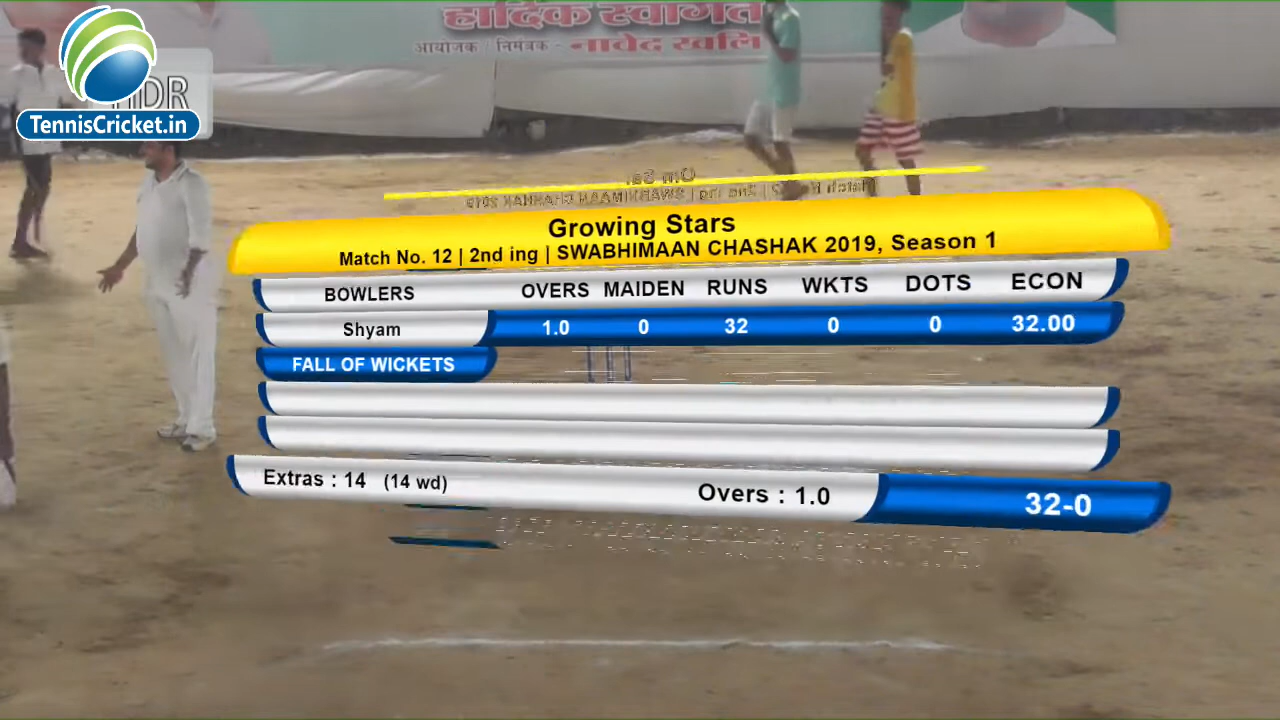 हार्दिक स्वागत
आयोजक / निमंत्रक - नावेद खलि
HDR
TennisCricket.in
Growing Stars
Match No. 12 | 2nd ing | SWABHIMAAN CHASHAK 2019, Season 1
BOWLERS OVERS MAIDEN RUNS WKTS DOTS ECON
Shyam 1.0 0 32 0 0 32.00
FALL OF WICKETS
Extras : 14 (14 wd) Overs : 1.0 32-0